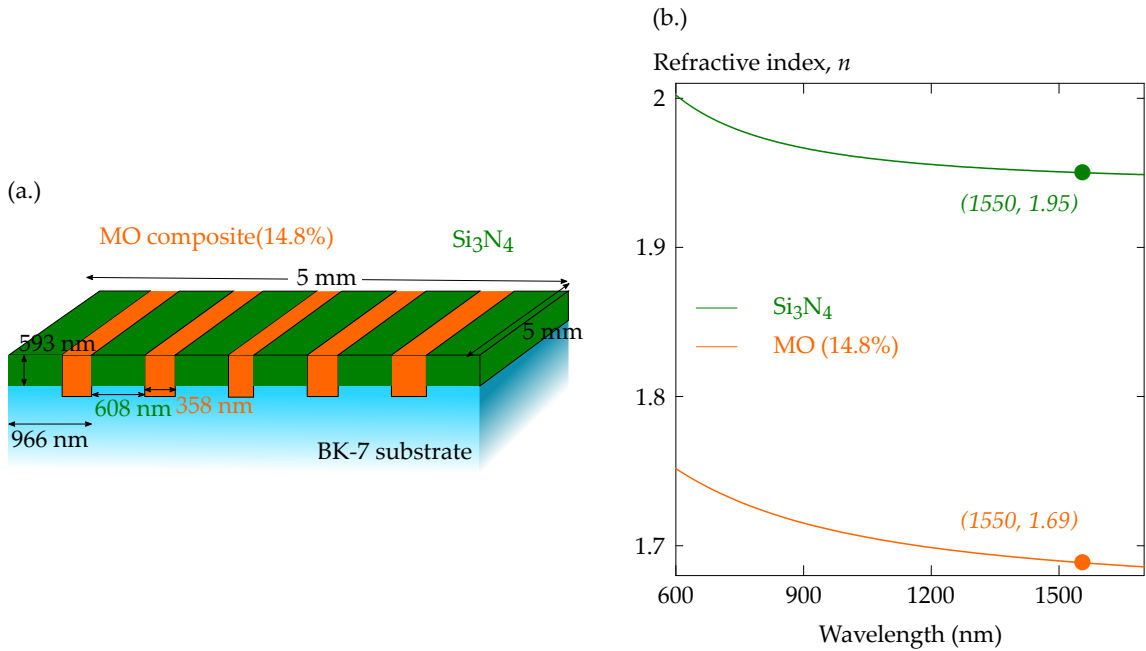 (a.)
MO composite(14.8%)
Si₃N₄
5 mm
5 mm
593 nm
608 nm
358 nm
966 nm
BK-7 substrate
(b.)
Refractive index, n
2
1.9
1.8
1.7
(1550, 1.95)
Si₃N₄
MO (14.8%)
(1550, 1.69)
600
900
1200
1500
Wavelength (nm)